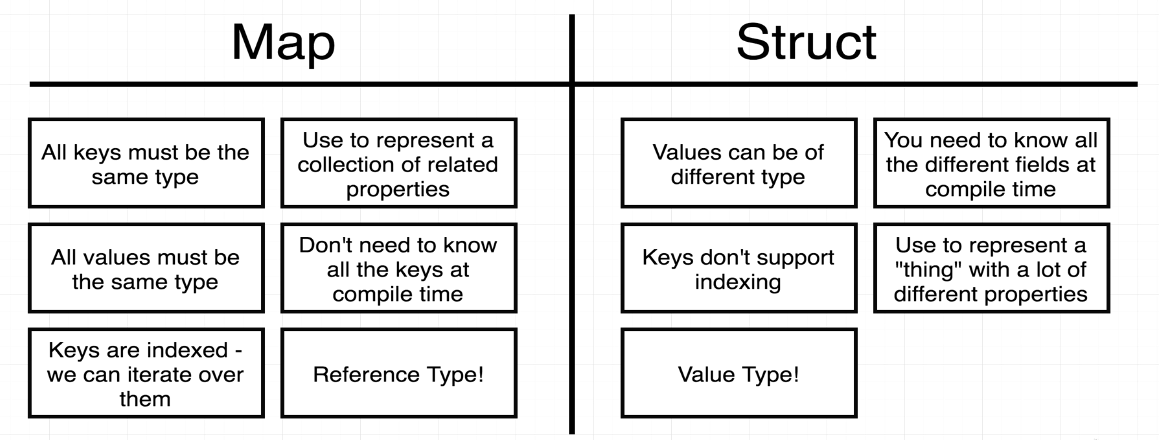 Map
Struct
All keys must be the
same type
Use to represent a
collection of related
properties
Values can be of
different type
You need to know all
the different fields at
compile time
All values must be
the same type
Don't need to know
all the keys at
compile time
Keys don't support
indexing
Use to represent a
"thing" with a lot of
different properties
Keys are indexed -
we can iterate over
them
Reference Type!
Value Type!